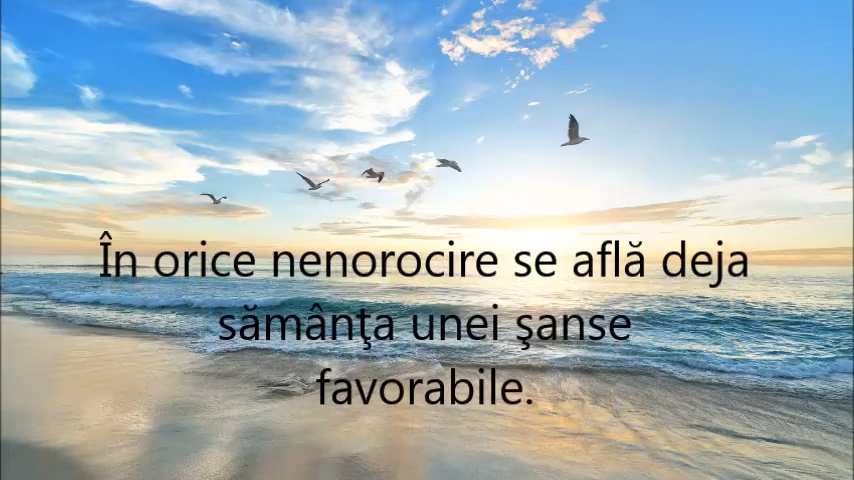 În orice nenorocire se află deja
sămânţa unei şanse
favorabile.